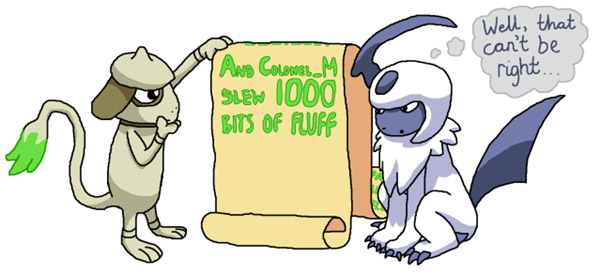 And Colonel_M
slew 1000
bits of fluff
Well, that
can't be
right...